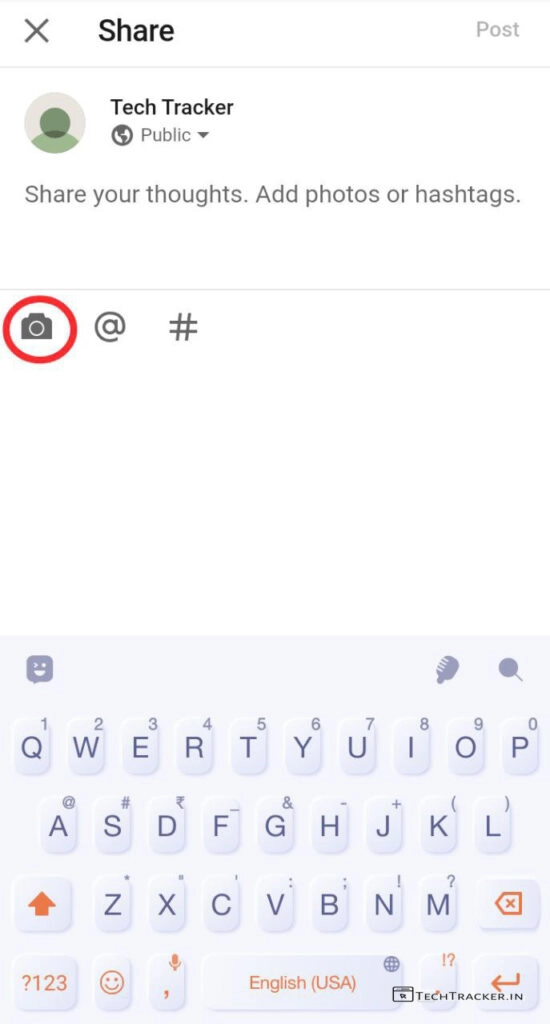 Share
Post
Tech Tracker
Public
Share your thoughts. Add photos or hashtags.
@ #
1 2 3 4 5 6 7 8 9 0
Q W E R T Y U I O P
@ # ₹ _ & - + ( )
A S D F G H J K L
* " ' : ; ! ?
Z X C V B N M
!?
?123 , English (USA) .
TECHTRACKER.IN